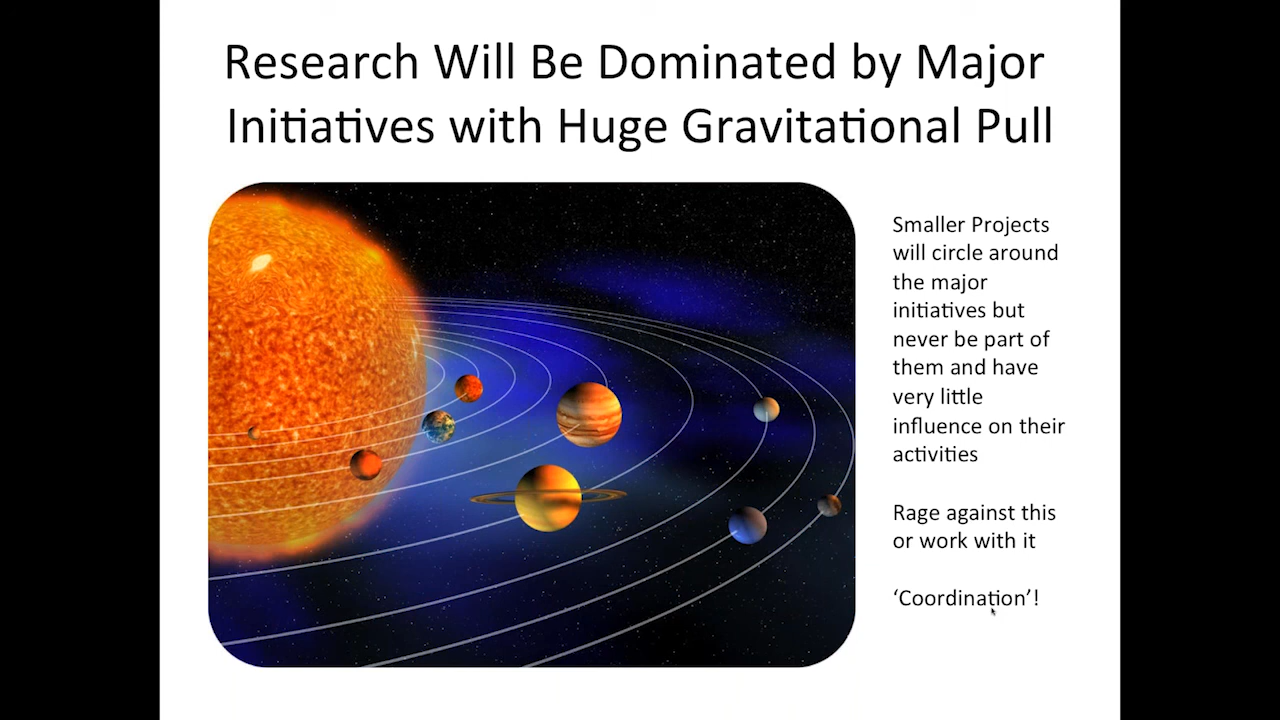 Research Will Be Dominated by Major
Initiatives with Huge Gravitational Pull
Smaller Projects
will circle around
the major
initiatives but
never be part of
them and have
very little
influence on their
activities
Rage against this
or work with it
‘Coordination’!